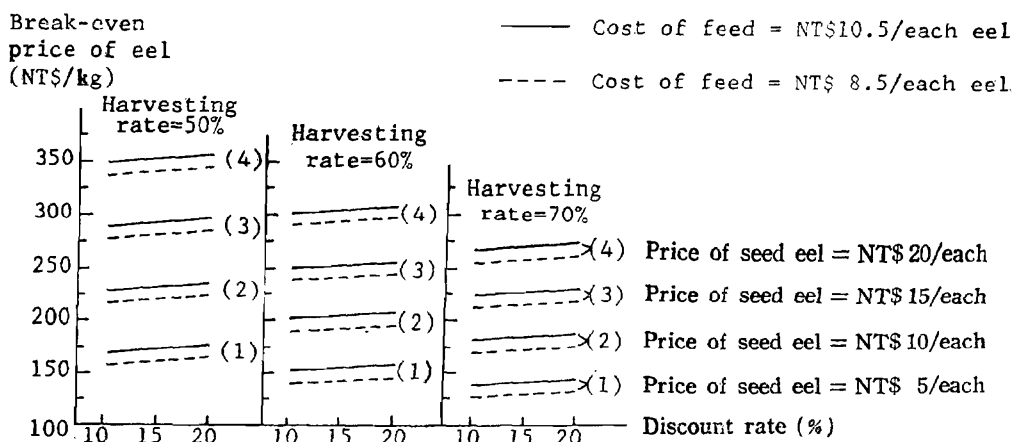 Break-even
price of eel
(NT$/kg)
Cost of feed = NT$10.5/each eel
Cost of feed = NT$ 8.5/each eel
Harvesting
rate=50%
Harvesting
rate=60%
Harvesting
rate=70%
350
300
250
200
150
100
(4)
(3)
(2)
(1)
(4)
(3)
(2)
(1)
(4) Price of seed eel = NT$ 20/each
(3) Price of seed eel = NT$ 15/each
(2) Price of seed eel = NT$ 10/each
(1) Price of seed eel = NT$ 5/each
10 15 20 10 15 20 10 15 20 Discount rate (%)